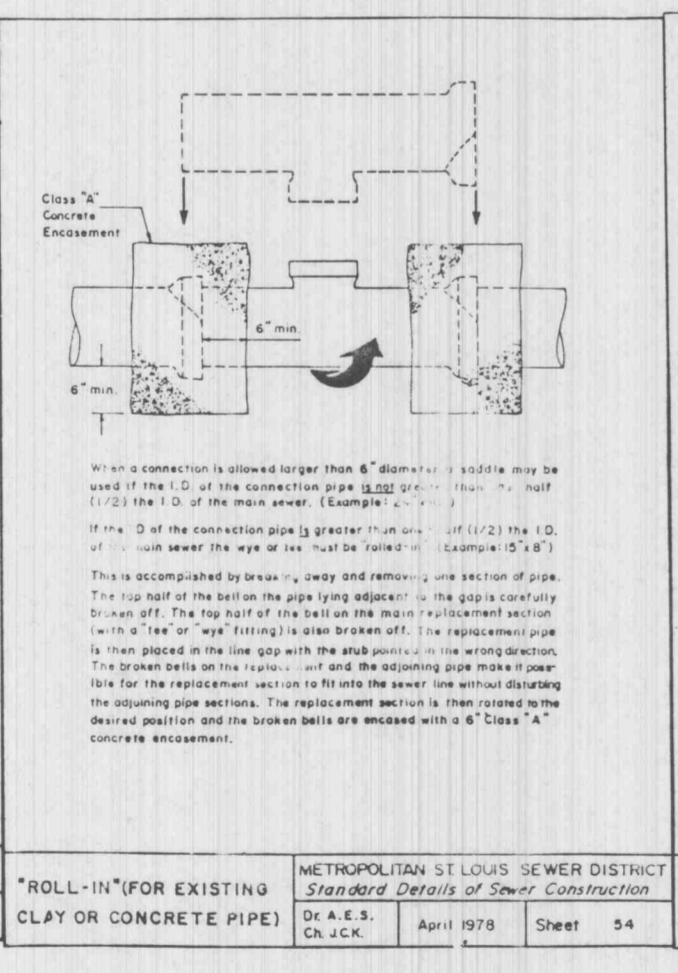 Class "A"
Concrete
Encasement
6" min.
6" min.
When a connection is allowed larger than 6" diameter a saddle may be
used if the I.D. of the connection pipe is not greater than half
(1/2) the I.D. of the main sewer. (Example:
If the ID of the connection pipe is greater than one half (1/2) the I.D.
of the main sewer the wye or tee must be "rolled-in" (Example: 15" x 8")
This is accomplished by breaking away and removing one section of pipe.
The top half of the bell on the pipe lying adjacent to the gap is carefully
broken off. The top half of the bell on the main replacement section
(with a "tee" or "wye" fitting) is also broken off. The replacement pipe
is then placed in the line gap with the stub pointed in the wrong direction.
The broken bells on the replacement and the adjoining pipe make it poss-
ible for the replacement section to fit into the sewer line without disturbing
the adjoining pipe sections. The replacement section is then rotated to the
desired position and the broken bells are encased with a 6" Class "A"
concrete encasement.
"ROLL-IN" (FOR EXISTING
CLAY OR CONCRETE PIPE)
METROPOLITAN ST. LOUIS SEWER DISTRICT
Standard Details of Sewer Construction
Dr. A.E.S.
Ch. J.C.K.
April 1978
Sheet 54